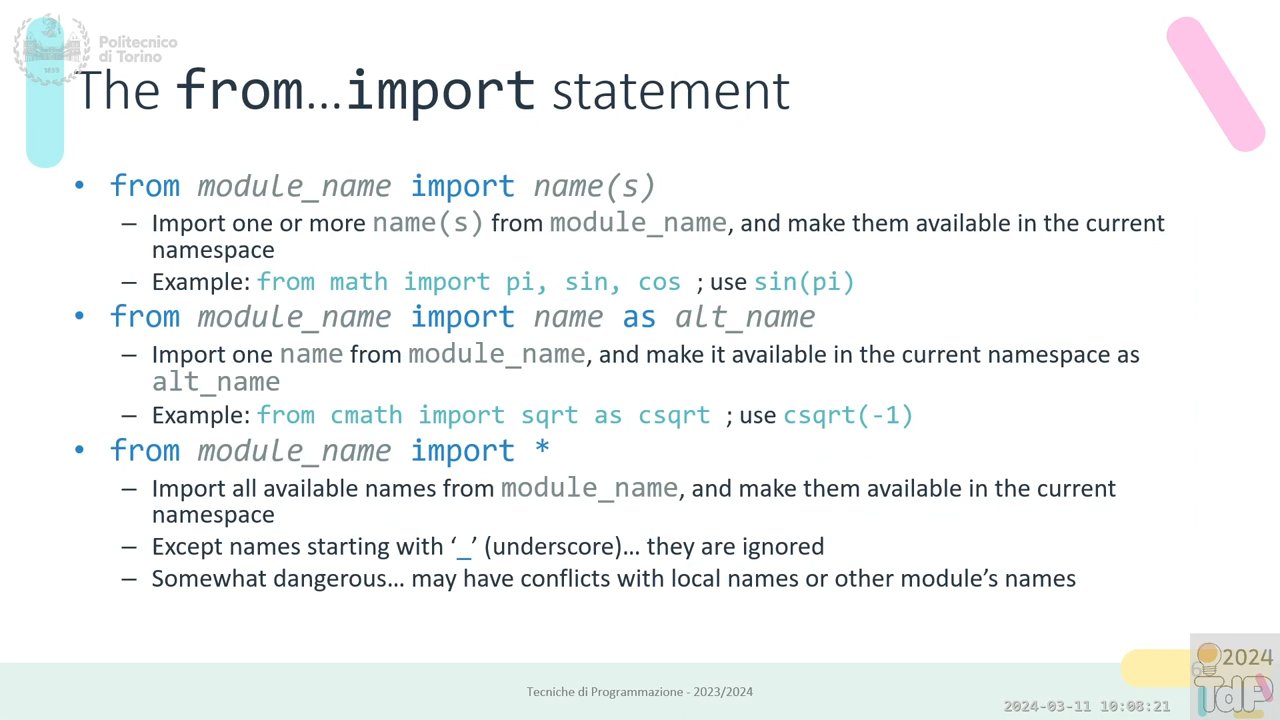 Politecnico
di Torino
1859
The from…import statement
• from module_name import name(s)
– Import one or more name(s) from module_name, and make them available in the current
namespace
– Example: from math import pi, sin, cos ; use sin(pi)
• from module_name import name as alt_name
– Import one name from module_name, and make it available in the current namespace as
alt_name
– Example: from cmath import sqrt as csqrt ; use csqrt(-1)
• from module_name import *
– Import all available names from module_name, and make them available in the current
namespace
– Except names starting with ‘_’ (underscore)… they are ignored
– Somewhat dangerous… may have conflicts with local names or other module’s names
Tecniche di Programmazione - 2023/2024
2024-03-11 10:08:21
2024
TdP